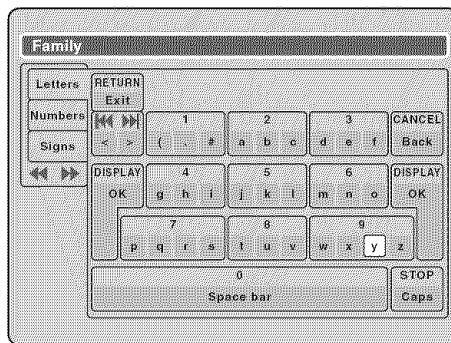 Family
Letters
Numbers
Signs
RETURN
Exit
< >
1
( . #
2
a b c
3
d e f
CANCEL
Back
DISPLAY
OK
4
g h i
5
j k l
6
m n o
DISPLAY
OK
7
p q r s
8
t u v
9
w x y z
0
Space bar
STOP
Caps